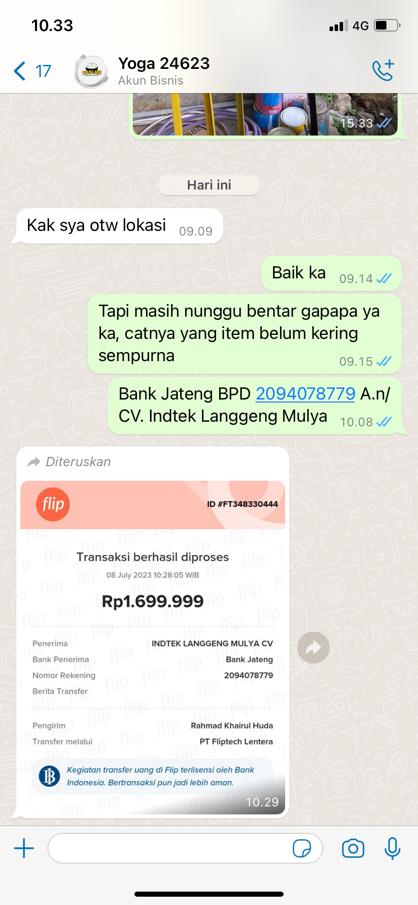 10.33
4G
17
Yoga 24623
Akun Bisnis
15.33
Hari ini
Kak sya otw lokasi
09.09
Baik ka
09.14
Tapi masih nunggu bentar gapapa ya
ka, catnya yang item belum kering
sempurna
09.15
Bank Jateng BPD 2094078779 A.n/
CV. Indtek Langgeng Mulya
10.08
Diteruskan
flip
ID #FT348330444
Transaksi berhasil diproses
08 July 2023 10:28:05 WIB
Rp1.699.999
Penerima INDTEK LANGGENG MULYA CV
Bank Penerima Bank Jateng
Nomor Rekening 2094078779
Berita Transfer
Pengirim Rahmad Khairul Huda
Transfer melalui PT Fliptech Lentera
Kegiatan transfer uang di Flip terlisensi oleh Bank
Indonesia. Bertransaksi pun jadi lebih aman.
10.29